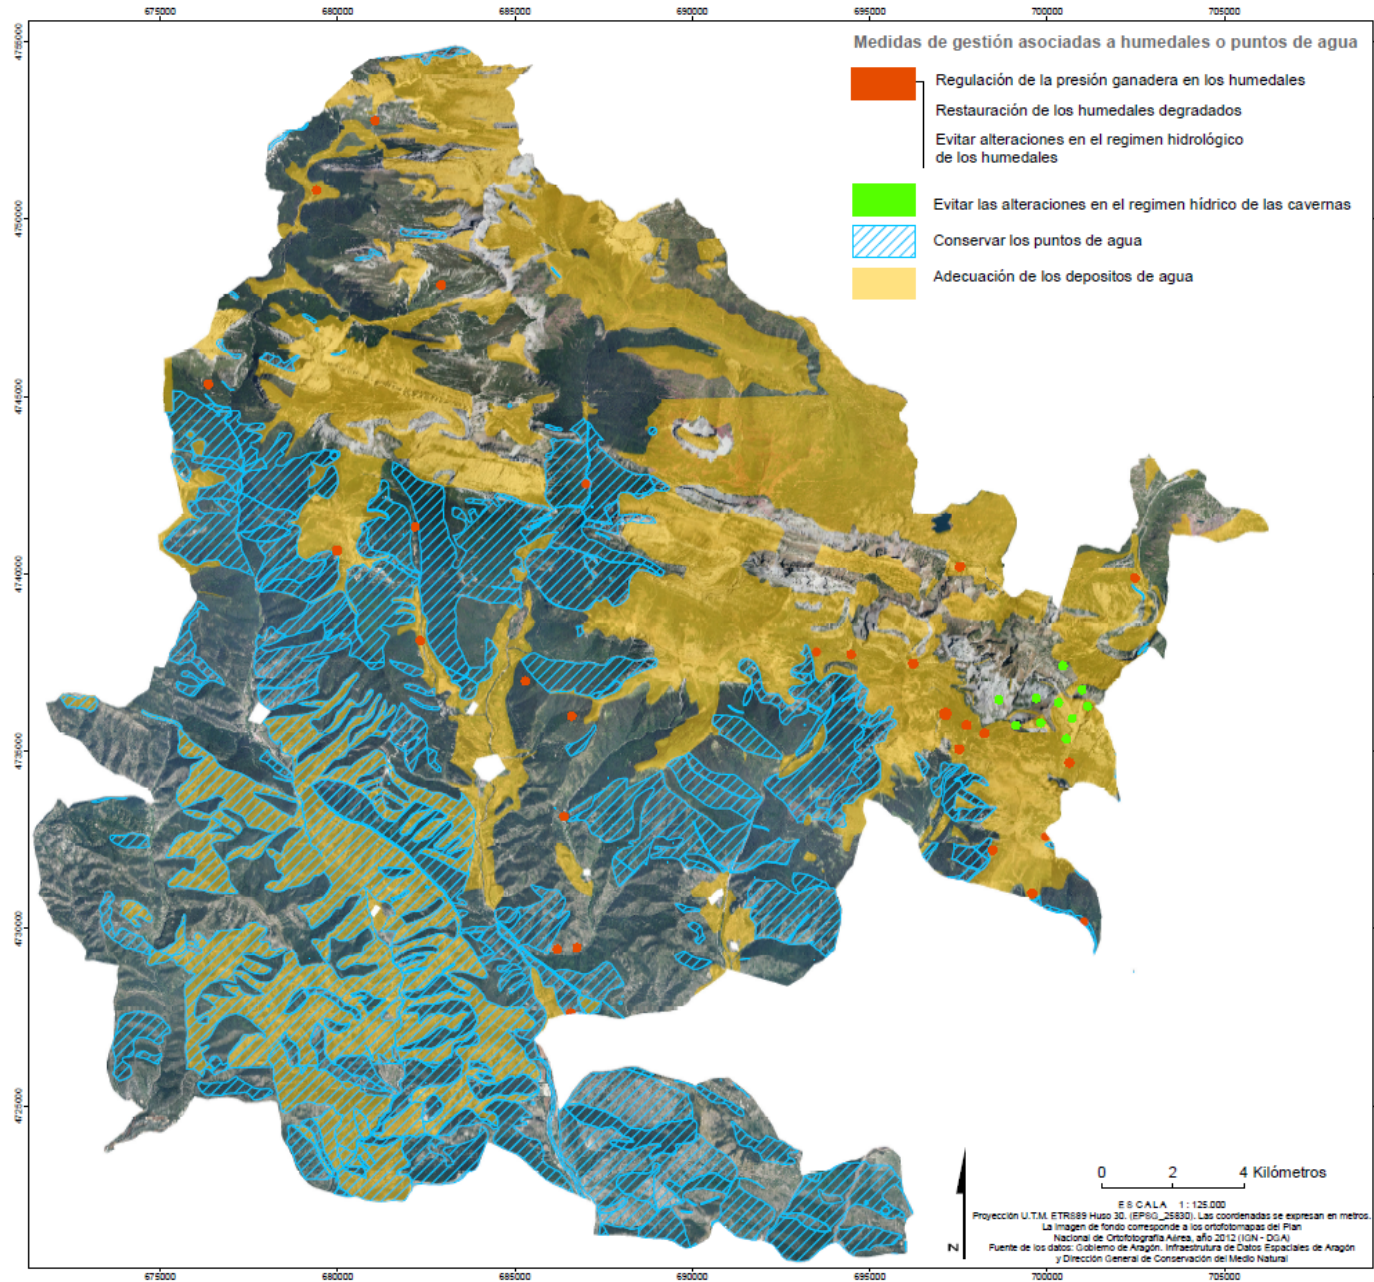 675000 680000 685000 690000 695000 700000 705000
4755000
4750000
4745000
4740000
4735000
4730000
4725000
Medidas de gestión asociadas a humedales o puntos de agua
Regulación de la presión ganadera en los humedales
Restauración de los humedales degradados
Evitar alteraciones en el regimen hidrológico
de los humedales
Evitar las alteraciones en el regimen hídrico de las cavernas
Conservar los puntos de agua
Adecuación de los depositos de agua
0 2 4 Kilómetros
N
ESCALA 1:125.000
Proyección U.T.M. ETRS89 Huso 30. (EPSG_25830). Las coordenadas se expresan en metros.
La imagen de fondo corresponde a los ortofotomapas del Plan
Nacional de Ortofotografía Aérea, año 2012 (IGN - DGA)
Fuente de los datos: Gobierno de Aragón. Infraestrutura de Datos Espaciales de Aragón
y Dirección General de Conservación del Medio Natural
675000 680000 685000 690000 695000 700000 705000